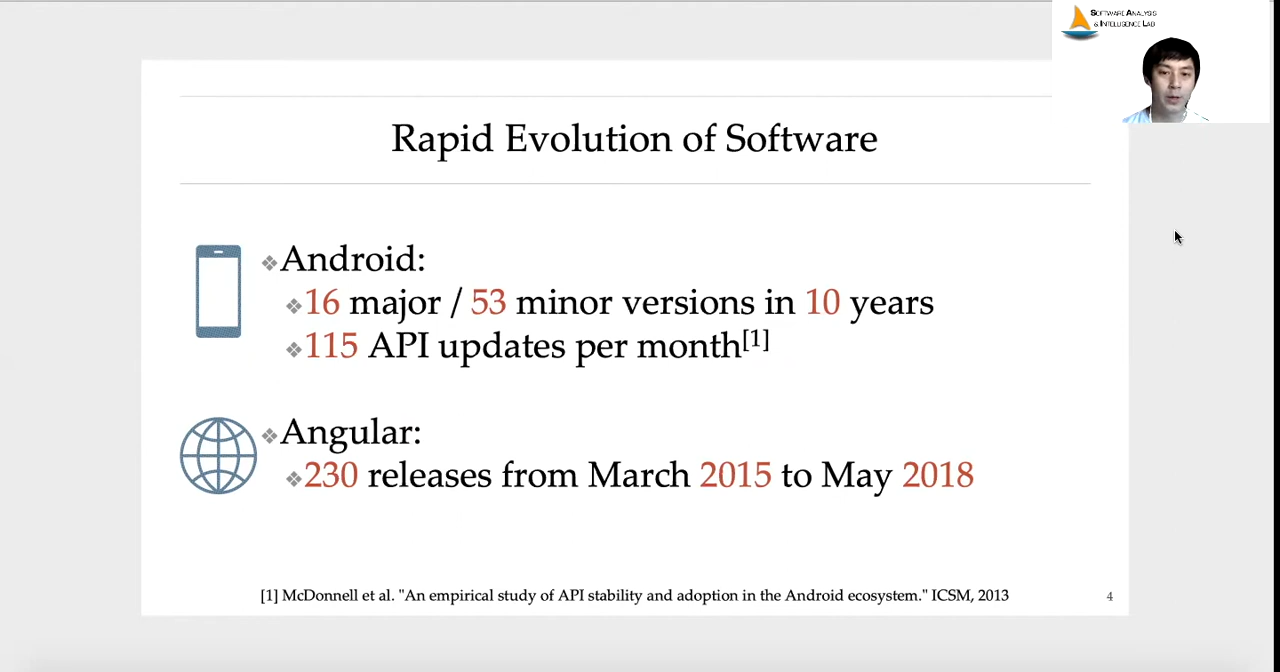 SOFTWARE ANALYSIS
& INTELLIGENCE LAB
Rapid Evolution of Software
❖Android:
❖16 major / 53 minor versions in 10 years
❖115 API updates per month[1]
❖Angular:
❖230 releases from March 2015 to May 2018
[1] McDonnell et al. "An empirical study of API stability and adoption in the Android ecosystem." ICSM, 2013
4